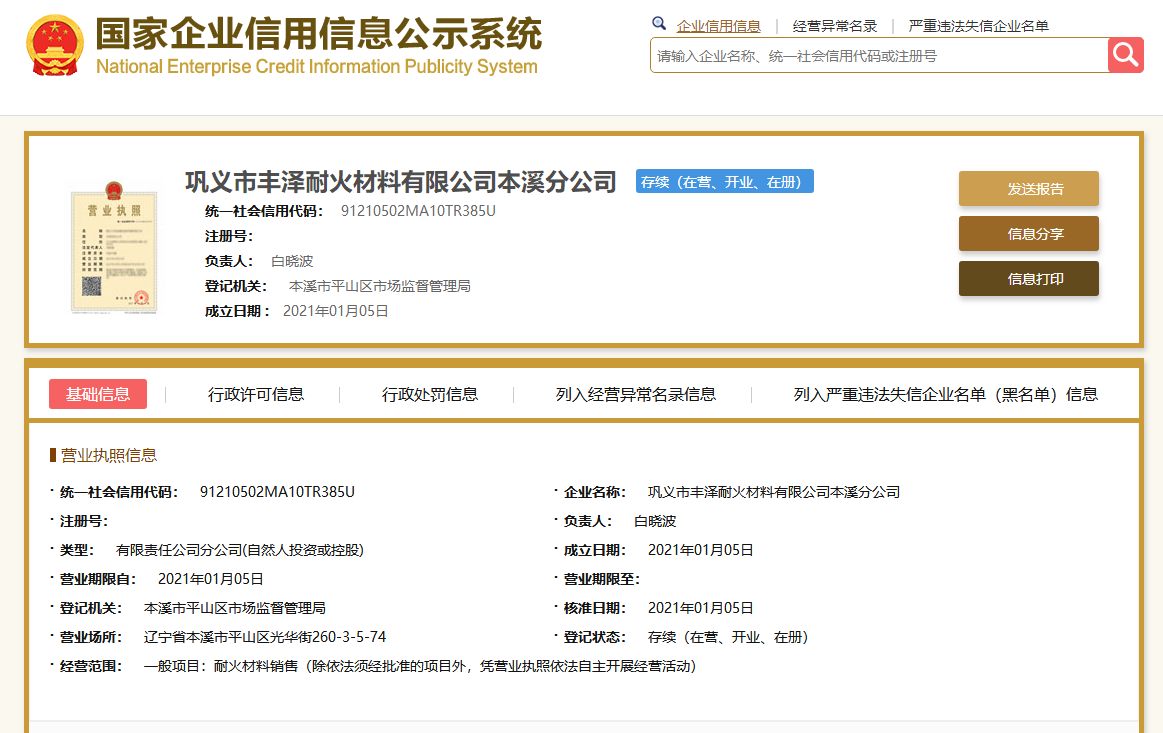 国家企业信用信息公示系统
National Enterprise Credit Information Publicity System
企业信用信息 | 经营异常名录 | 严重违法失信企业名单
请输入企业名称、统一社会信用代码或注册号
营业执照
巩义市丰泽耐火材料有限公司本溪分公司 存续（在营、开业、在册）
统一社会信用代码： 91210502MA10TR385U
注册号：
负责人： 白晓波
登记机关： 本溪市平山区市场监督管理局
成立日期： 2021年01月05日
发送报告
信息分享
信息打印
基础信息 | 行政许可信息 | 行政处罚信息 | 列入经营异常名录信息 | 列入严重违法失信企业名单（黑名单）信息
营业执照信息
· 统一社会信用代码： 91210502MA10TR385U · 企业名称： 巩义市丰泽耐火材料有限公司本溪分公司
· 注册号： · 负责人： 白晓波
· 类型： 有限责任公司分公司(自然人投资或控股) · 成立日期： 2021年01月05日
· 营业期限自： 2021年01月05日 · 营业期限至：
· 登记机关： 本溪市平山区市场监督管理局 · 核准日期： 2021年01月05日
· 营业场所： 辽宁省本溪市平山区光华街260-3-5-74 · 登记状态： 存续（在营、开业、在册）
· 经营范围： 一般项目：耐火材料销售（除依法须经批准的项目外，凭营业执照依法自主开展经营活动）